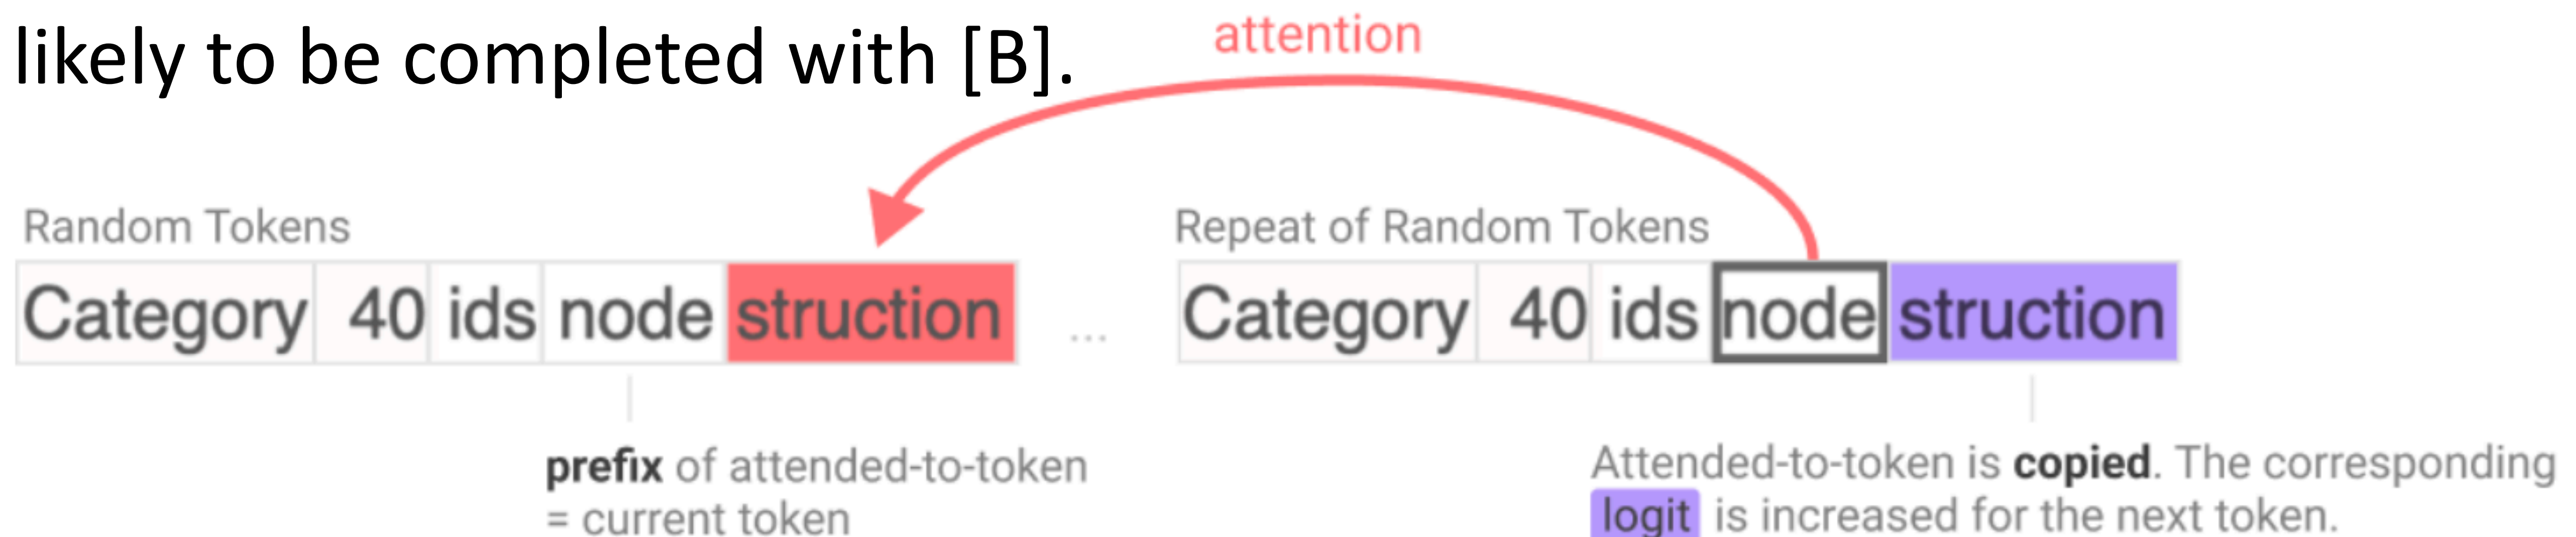 likely to be completed with [B].
attention
Random Tokens
Category 40 ids node struction
...
Repeat of Random Tokens
Category 40 ids node struction
prefix of attended-to-token
= current token
Attended-to-token is copied. The corresponding
logit is increased for the next token.